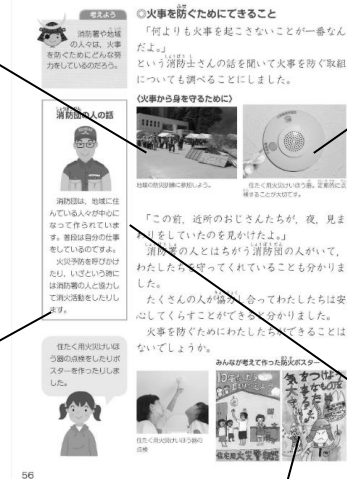 考えよう
消防署や地域
の人々は、火事
を防ぐためにどんな努
力をしているのだろう。
消防団の人の話
消防団は、地域に住
んでいる人々が中心に
なって作られていま
す。普段は自分の仕事
をしているのですよ。
火災予防を呼びかけ
たり、いざという時に
は消防署の人と協力し
て消火活動をしたりし
ます。
住たく用火災けいほ
う器の点検をしたりポ
スターを作ったりしま
した。
56
◎火事を防ぐためにできること
「何よりも火事を起こさないことが一番なん
だよ。」
という消防士さんの話を聞いて火事を防ぐ取組
についても調べることにしました。
〈火事から身を守るために〉
地域の防災訓練に参加しよう。
住たく用火災けいほう器。定期的に点
検することが大切です。
「この前、近所のおじさんたちが、夜、見ま
わりをしていたのを見かけたよ。」
消防署の人とはちがう消防団の人がいて、
わたしたちを守ってくれていることも分かりま
した。
たくさんの人が協力し合ってわたしたちは安
心してくらすことができると分かりました。
火事を防ぐためにわたしたちができることは
ないでしょうか。
みんなが考えて作った防火ポスター
住たく用火災けいほう器の
点検
住宅用火災警報器